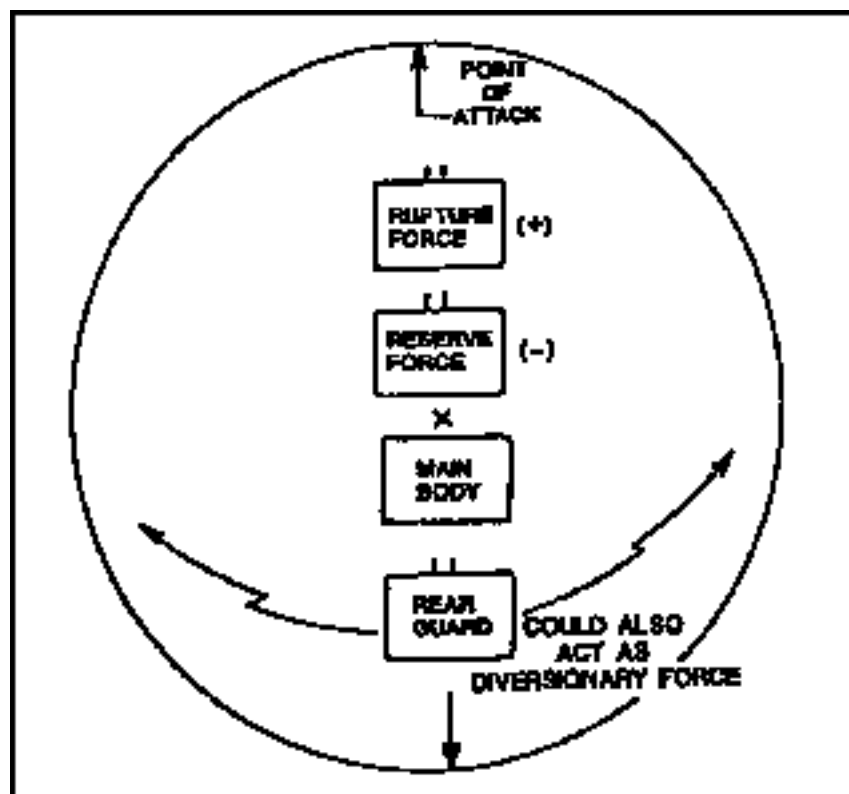 POINT
OF
ATTACK
RUPTURE
FORCE
(+)
RESERVE
FORCE
(-)
X
MAIN
BODY
REAR
GUARD
COULD ALSO
ACT AS
DIVERSIONARY FORCE